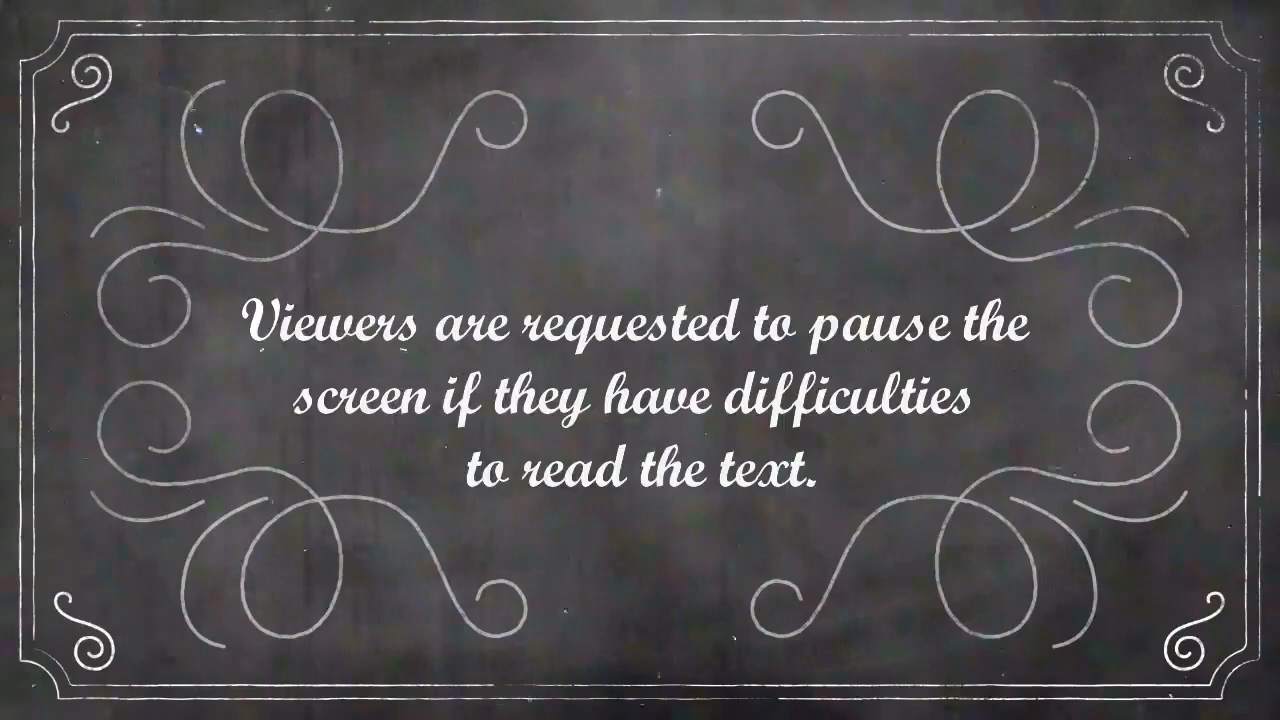 Viewers are requested to pause the
screen if they have difficulties
to read the text.